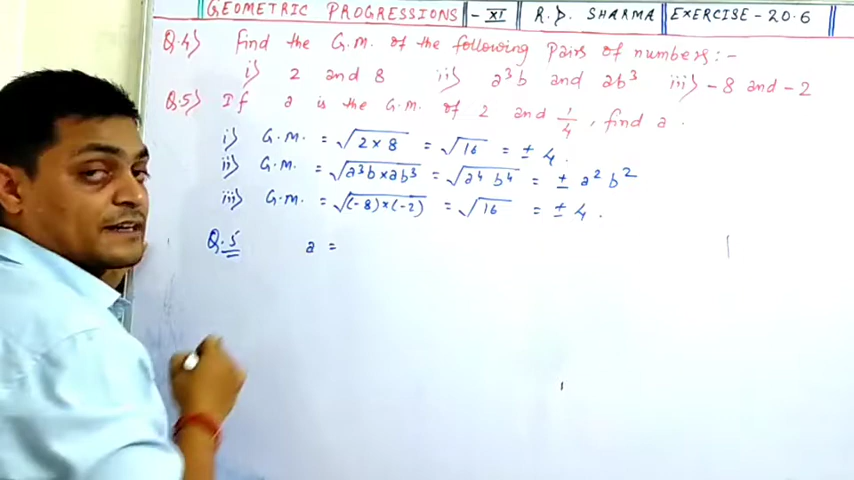 GEOMETRIC PROGRESSIONS - XI R.D. SHARMA EXERCISE - 20.6
Q.4) Find the G.M. of the following pairs of numbers:-
i) 2 and 8 ii) a³b and ab³ iii) -8 and -2
Q.5) If a is the G.M. of 2 and 1/4, find a.
i) G.M. = √(2×8) = √16 = ±4.
ii) G.M. = √(a³b×ab³) = √(a⁴b⁴) = ± a²b²
iii) G.M. = √((-8)×(-2)) = √16 = ±4.
Q.5 a =